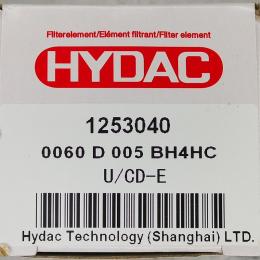 Filterelement/Elément filtrant/Filter element
HYDAC
1253040
0060 D 005 BH4HC
U/CD-E
Hydac Technology (Shanghai) LTD.